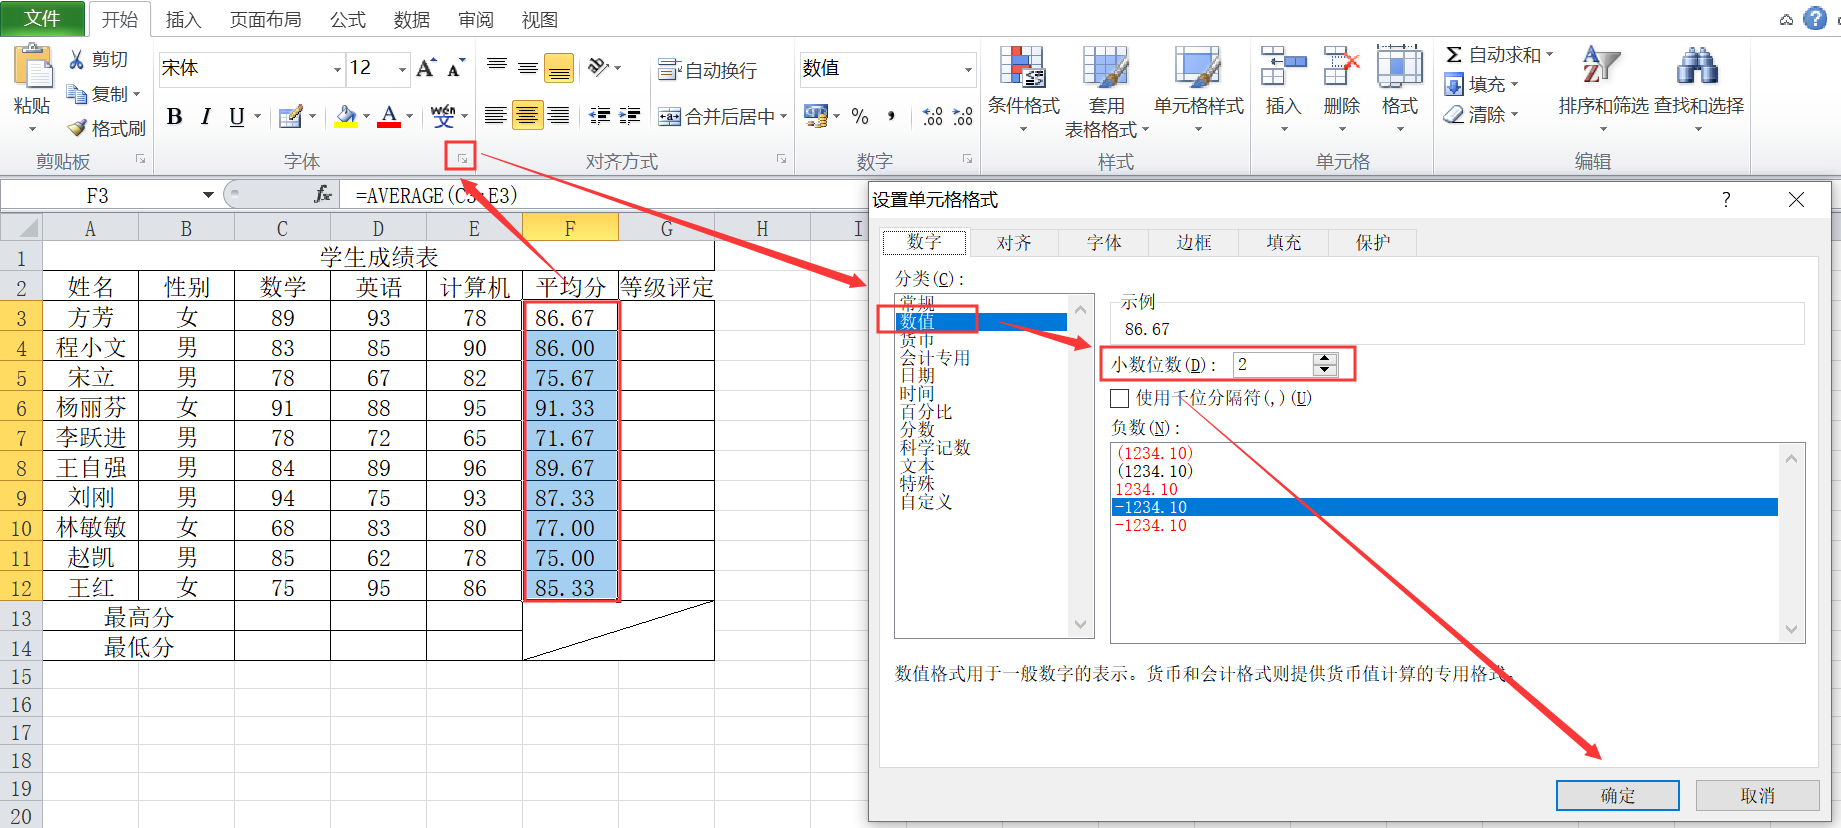 文件 开始 插入 页面布局 公式 数据 审阅 视图
剪切 宋体 12 自动换行 数值 自动求和
粘贴 复制 条件格式 套用 单元格样式 插入 删除 格式 填充 排序和筛选 查找和选择
格式刷 B I U 合并后居中 % 表格格式 清除
剪贴板 字体 对齐方式 数字 样式 单元格 编辑
F3 fx =AVERAGE(C3:E3)
A B C D E F G H I
1 学生成绩表
2 姓名 性别 数学 英语 计算机 平均分 等级评定
3 方芳 女 89 93 78 86.67
4 程小文 男 83 85 90 86.00
5 宋立 男 78 67 82 75.67
6 杨丽芬 女 91 88 95 91.33
7 李跃进 男 78 72 65 71.67
8 王自强 男 84 89 96 89.67
9 刘刚 男 94 75 93 87.33
10 林敏敏 女 68 83 80 77.00
11 赵凯 男 85 62 78 75.00
12 王红 女 75 95 86 85.33
13 最高分
14 最低分
15
16
17
18
19
20
设置单元格格式 ?
数字 对齐 字体 边框 填充 保护
分类(C):
常规
数值
货币
会计专用
日期
时间
百分比
分数
科学记数
文本
特殊
自定义
示例
86.67
小数位数(D): 2
使用千位分隔符(,)(U)
负数(N):
(1234.10)
(1234.10)
1234.10
-1234.10
-1234.10
数值格式用于一般数字的表示。货币和会计格式则提供货币值计算的专用格式。
确定 取消